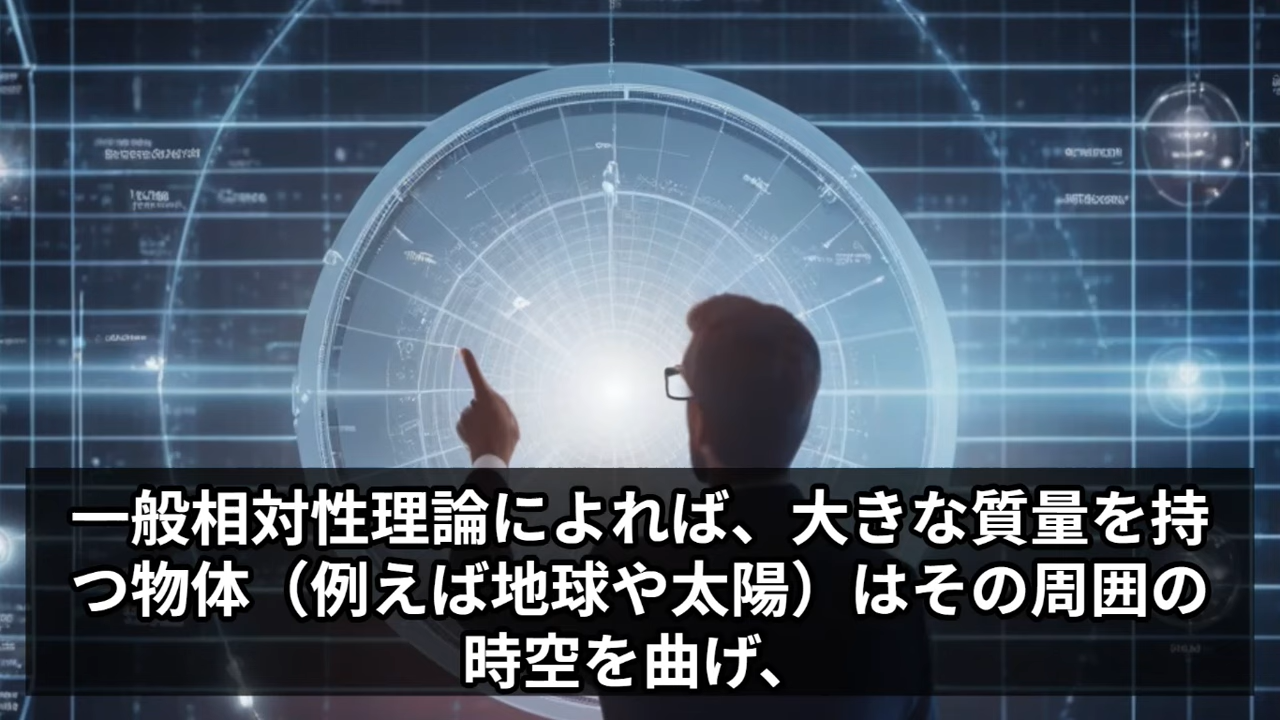 一般相対性理論によれば、大きな質量を持
つ物体（例えば地球や太陽）はその周囲の
時空を曲げ、